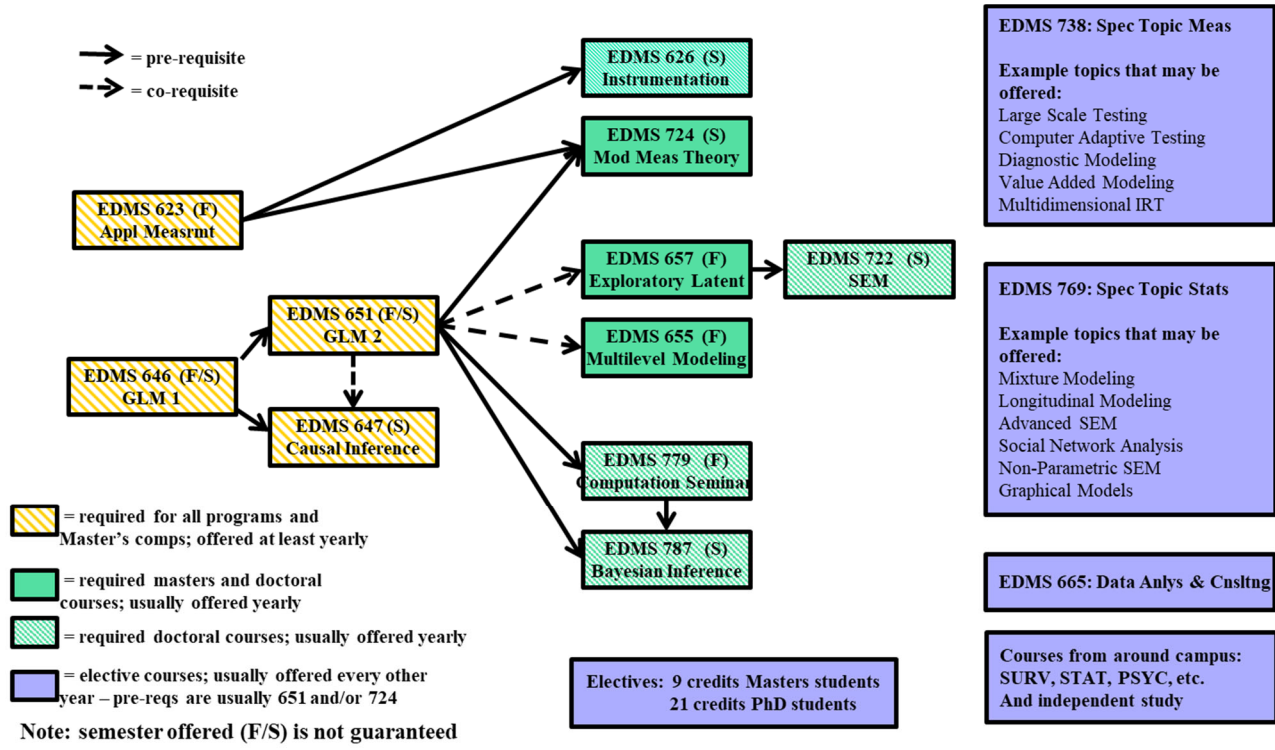 = pre-requisite
= co-requisite
EDMS 623 (F)
Appl Measrmt
EDMS 646 (F/S)
GLM 1
EDMS 651 (F/S)
GLM 2
EDMS 647 (S)
Causal Inference
EDMS 626 (S)
Instrumentation
EDMS 724 (S)
Mod Meas Theory
EDMS 657 (F)
Exploratory Latent
EDMS 722 (S)
SEM
EDMS 655 (F)
Multilevel Modeling
EDMS 779 (F)
Computation Seminar
EDMS 787 (S)
Bayesian Inference
EDMS 738: Spec Topic Meas
Example topics that may be
offered:
Large Scale Testing
Computer Adaptive Testing
Diagnostic Modeling
Value Added Modeling
Multidimensional IRT
EDMS 769: Spec Topic Stats
Example topics that may be
offered:
Mixture Modeling
Longitudinal Modeling
Advanced SEM
Social Network Analysis
Non-Parametric SEM
Graphical Models
EDMS 665: Data Anlys & Cnsltng
Courses from around campus:
SURV, STAT, PSYC, etc.
And independent study
= required for all programs and
Master's comps; offered at least yearly
= required masters and doctoral
courses; usually offered yearly
= required doctoral courses; usually offered yearly
= elective courses; usually offered every other
year – pre-reqs are usually 651 and/or 724
Electives: 9 credits Masters students
21 credits PhD students
Note: semester offered (F/S) is not guaranteed